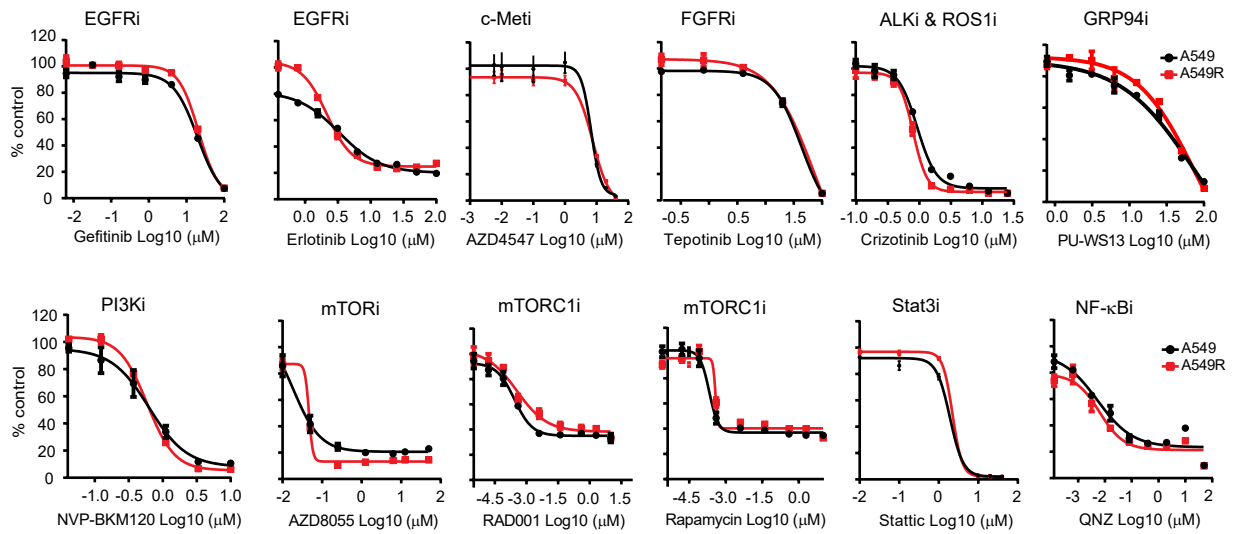 EGFRi EGFRi c-Meti FGFRi ALKi & ROS1i GRP94i
% control
120
100
80
60
40
20
0
A549
A549R
-2 -1 0 1 2
0.0 0.5 1.0 1.5 2.0
-3 -2 -1 0 1 2
-0.5 0.5 1.5
-1.0 -0.5 0.0 0.5 1.0 1.5
0.0 0.5 1.0 1.5 2.0
Gefitinib Log10 (μM) Erlotinib Log10 (μM) AZD4547 Log10 (μM) Tepotinib Log10 (μM) Crizotinib Log10 (μM) PU-WS13 Log10 (μM)
PI3Ki mTORi mTORC1i mTORC1i Stat3i NF-κBi
% control
120
100
80
60
40
20
0
A549
A549R
-1.0 -0.5 0.0 0.5 1.0
-2 -1 0 1 2
-4.5 -3.0 -1.5 0.0 1.5
-4.5 -3.0 -1.5 0.0
-2 -1 0 1 2
-3 -2 -1 0 1 2
NVP-BKM120 Log10 (μM) AZD8055 Log10 (μM) RAD001 Log10 (μM) Rapamycin Log10 (μM) Stattic Log10 (μM) QNZ Log10 (μM)